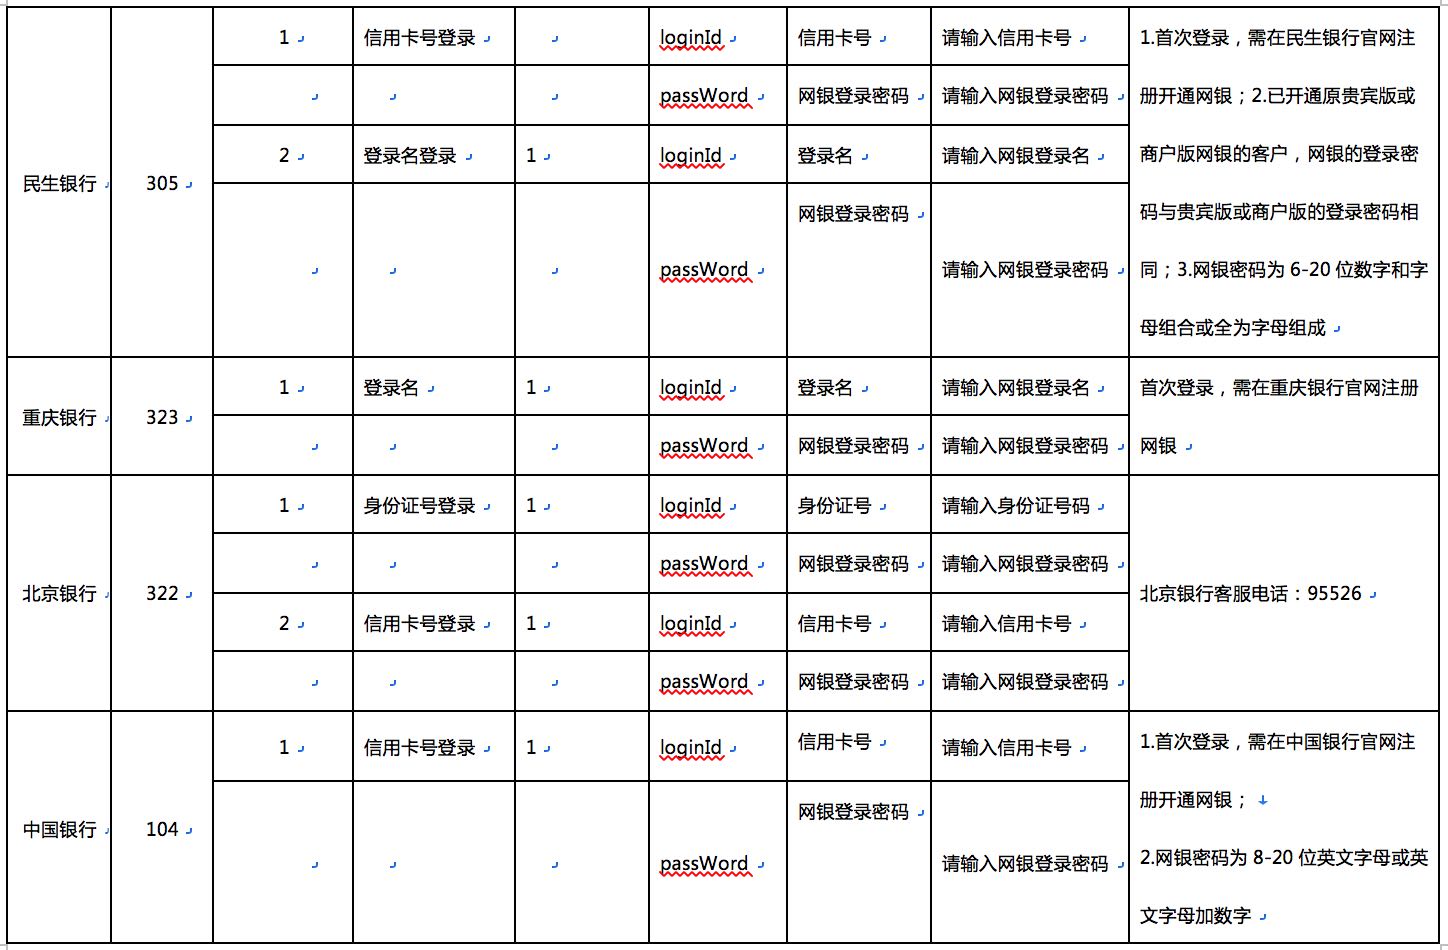 民生银行 305 1 信用卡号登录 loginId 信用卡号 请输入信用卡号 1.首次登录，需在民生银行官网注
passWord 网银登录密码 请输入网银登录密码 册开通网银；2.已开通原贵宾版或
2 登录名登录 1 loginId 登录名 请输入网银登录名 商户版网银的客户，网银的登录密
网银登录密码 码与贵宾版或商户版的登录密码相
passWord 请输入网银登录密码 同；3.网银密码为 6-20 位数字和字
母组合或全为字母组成
重庆银行 323 1 登录名 1 loginId 登录名 请输入网银登录名 首次登录，需在重庆银行官网注册
passWord 网银登录密码 请输入网银登录密码 网银
北京银行 322 1 身份证号登录 1 loginId 身份证号 请输入身份证号码
passWord 网银登录密码 请输入网银登录密码 北京银行客服电话：95526
2 信用卡号登录 1 loginId 信用卡号 请输入信用卡号
passWord 网银登录密码 请输入网银登录密码
中国银行 104 1 信用卡号登录 1 loginId 信用卡号 请输入信用卡号 1.首次登录，需在中国银行官网注
网银登录密码 册开通网银；
passWord 请输入网银登录密码 2.网银密码为 8-20 位英文字母或英
文字母加数字